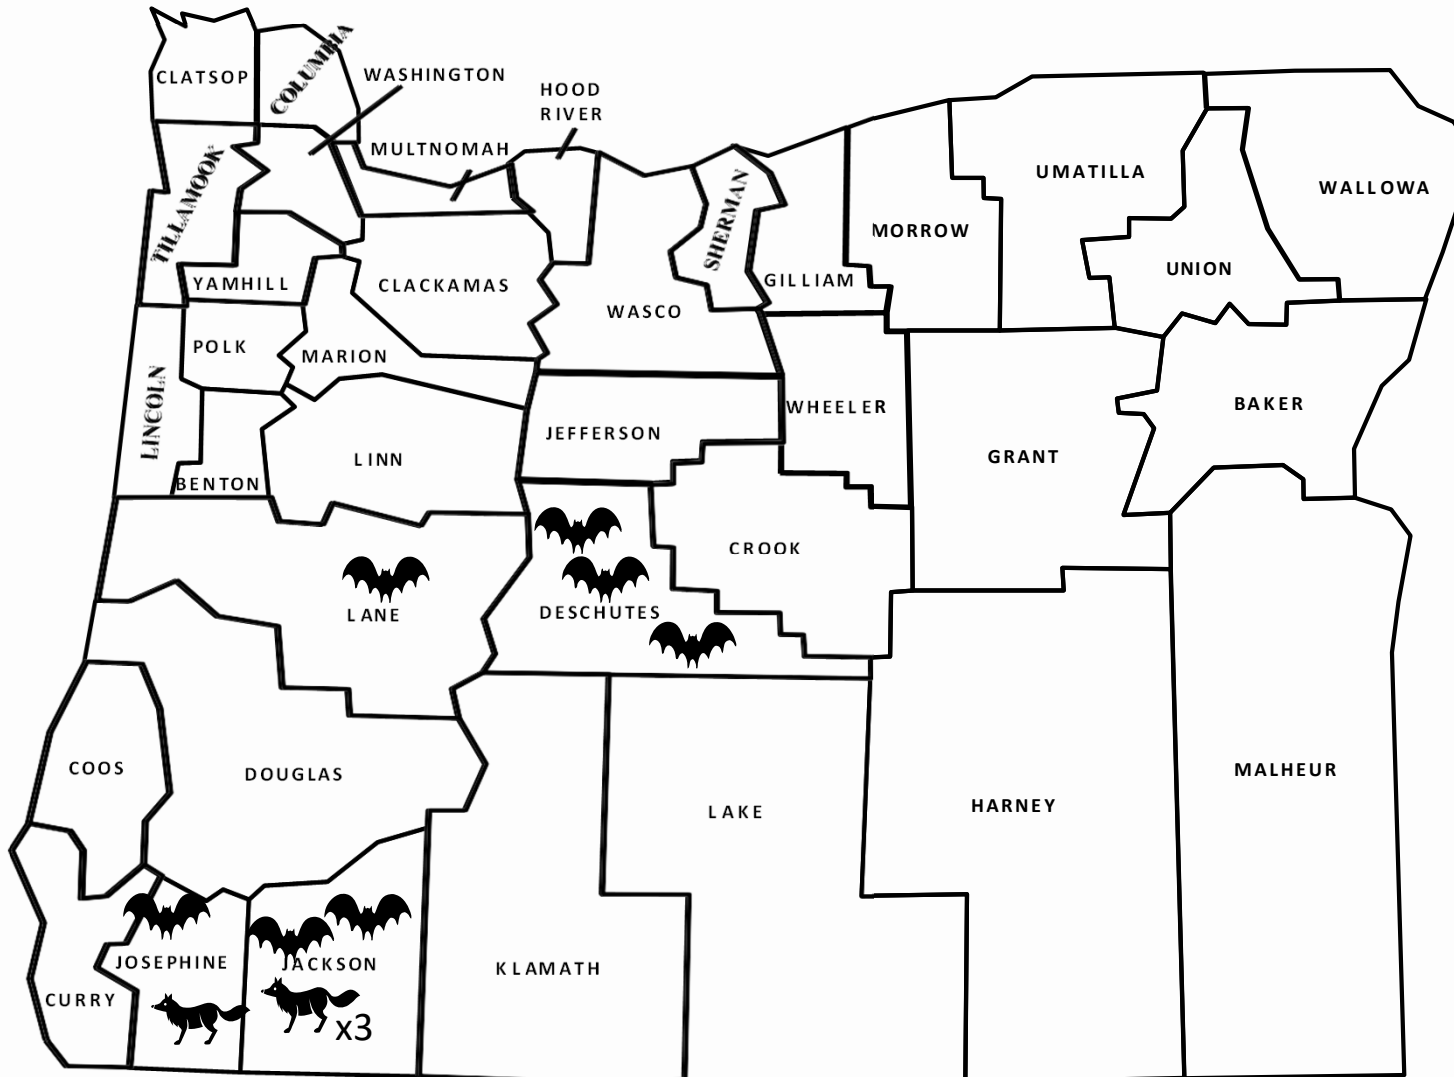 CLATSOP
COLUMBIA
WASHINGTON
HOOD
RIVER
MULTNOMAH
TILLAMOOK
SHERMAN
UMATILLA
WALLOWA
MORROW
UNION
YAMHILL
CLACKAMAS
GILLIAM
WASCO
POLK
MARION
LINCOLN
WHEELER
BAKER
JEFFERSON
LINN
GRANT
BENTON
CROOK
LANE
DESCHUTES
COOS
DOUGLAS
LAKE
HARNEY
MALHEUR
JOSEPHINE
JACKSON
KLAMATH
CURRY
x3